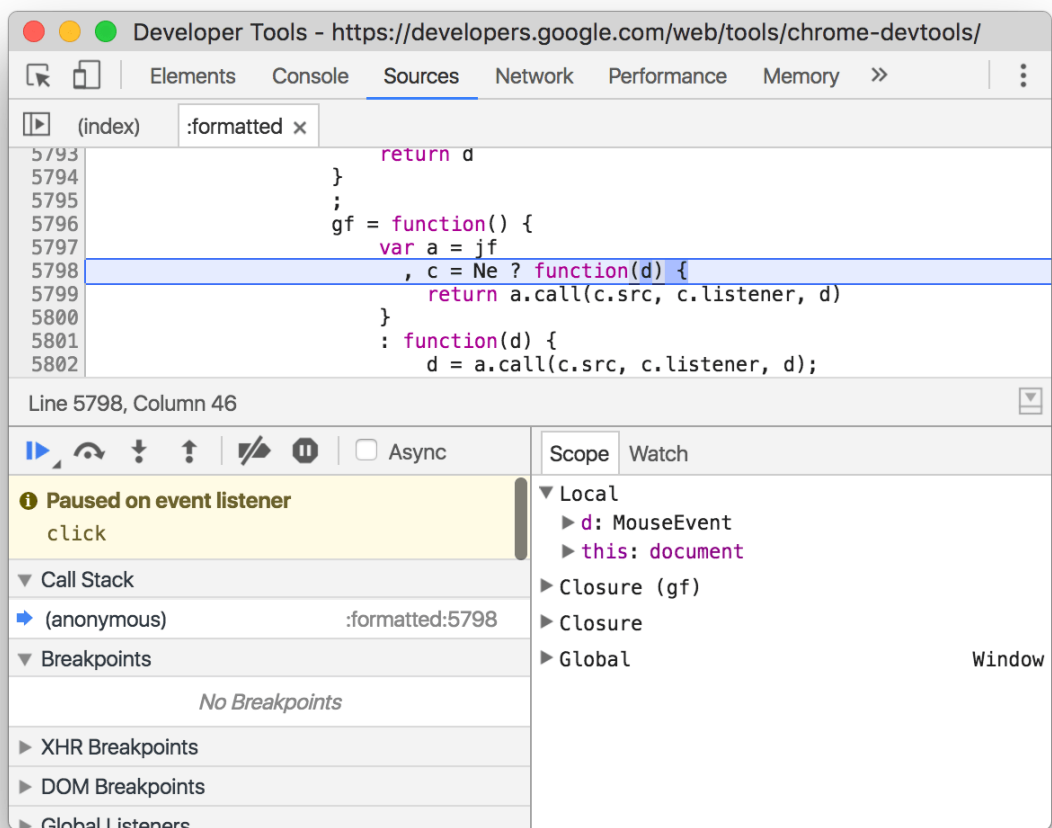 Developer Tools - https://developers.google.com/web/tools/chrome-devtools/
Elements Console Sources Network Performance Memory »
(index) :formatted ×
5793 return d
5794 }
5795 ;
5796 gf = function() {
5797 var a = jf
5798 , c = Ne ? function(d) {
5799 return a.call(c.src, c.listener, d)
5800 }
5801 : function(d) {
5802 d = a.call(c.src, c.listener, d);
Line 5798, Column 46
Async
Paused on event listener
click
Call Stack
(anonymous) :formatted:5798
Breakpoints
No Breakpoints
XHR Breakpoints
DOM Breakpoints
Global Listeners
Scope Watch
Local
d: MouseEvent
this: document
Closure (gf)
Closure
Global Window